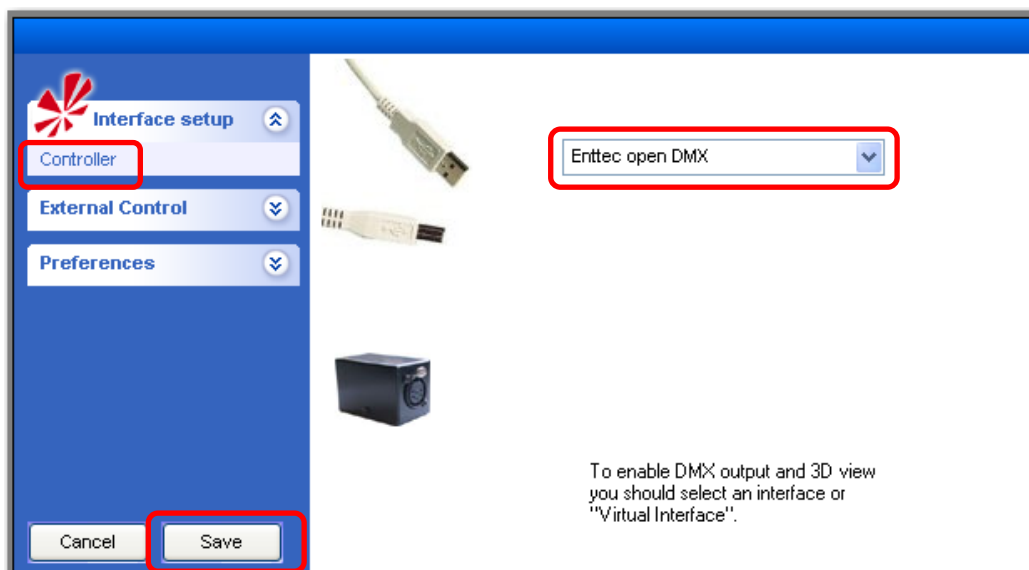 Interface setup
Controller
External Control
Preferences
Enttec open DMX
To enable DMX output and 3D view
you should select an interface or
"Virtual Interface".
Cancel
Save